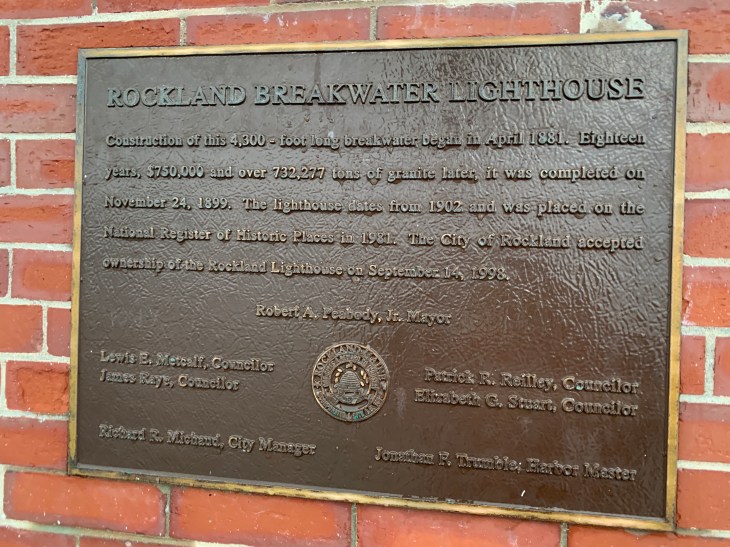 ROCKLAND BREAKWATER LIGHTHOUSE
Construction of this 4,300 - foot long breakwater began in April 1881. Eighteen
years, $750,000 and over 732,277 tons of granite later, it was completed on
November 24, 1899. The lighthouse dates from 1902 and was placed on the
National Register of Historic Places in 1981. The City of Rockland accepted
ownership of the Rockland Lighthouse on September 14, 1998.
Robert A. Peabody, Jr. Mayor
Lewis E. Metcalf, Councilor
James Raye, Councilor
Patrick R. Reilley, Councilor
Elizabeth G. Stuart, Councilor
Richard R. Michaud, City Manager
Jonathan F. Trumble, Harbor Master